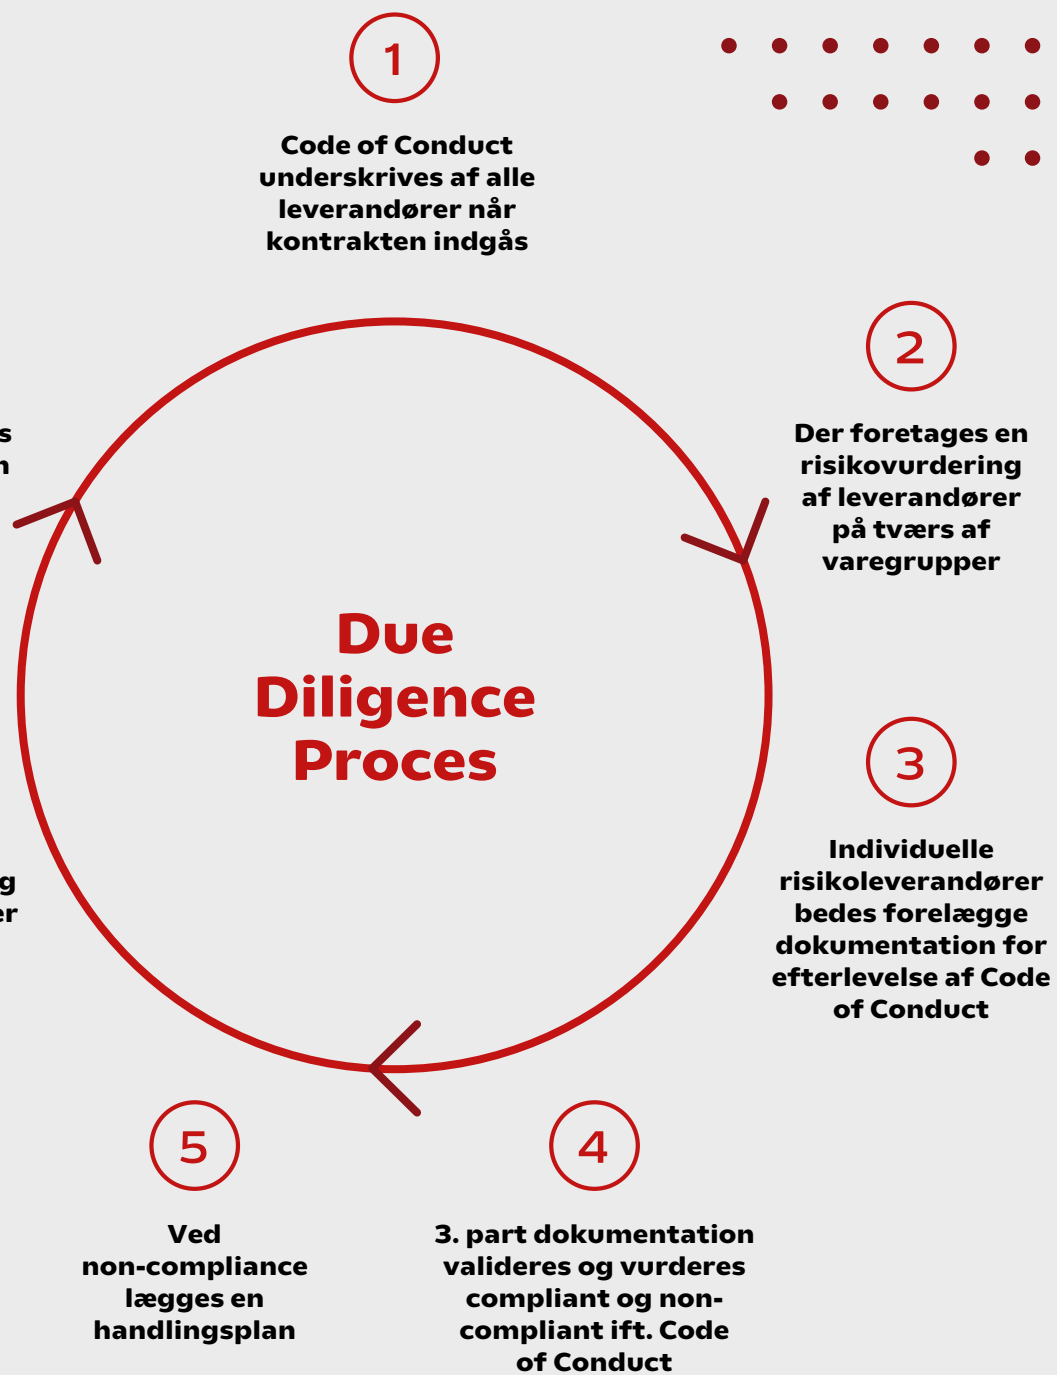 1
Code of Conduct
underskrives af alle
leverandører når
kontrakten indgås
2
Der foretages en
risikovurdering
af leverandører
på tværs af
varegrupper
3
Individuelle
risikoleverandører
bedes forelægge
dokumentation for
efterlevelse af Code
of Conduct
4
3. part dokumentation
valideres og vurderes
compliant og non-
compliant ift. Code
of Conduct
5
Ved
non-compliance
lægges en
handlingsplan
Due
Diligence
Proces